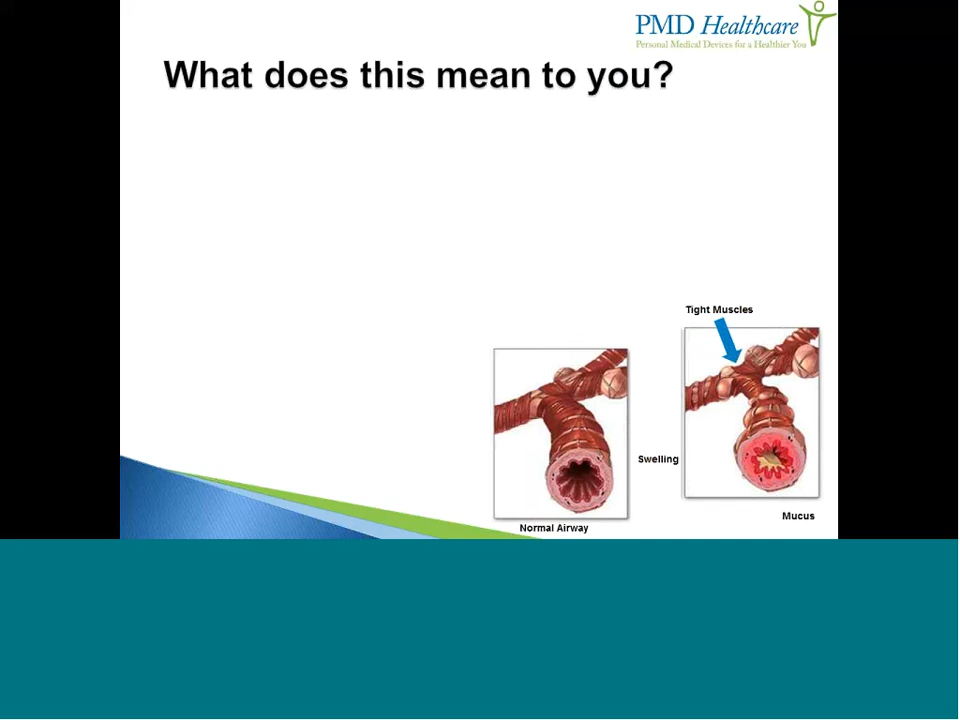 PMD Healthcare
Personal Medical Devices for a Healthier You
What does this mean to you?
Tight Muscles
Swelling
Mucus
Normal Airway